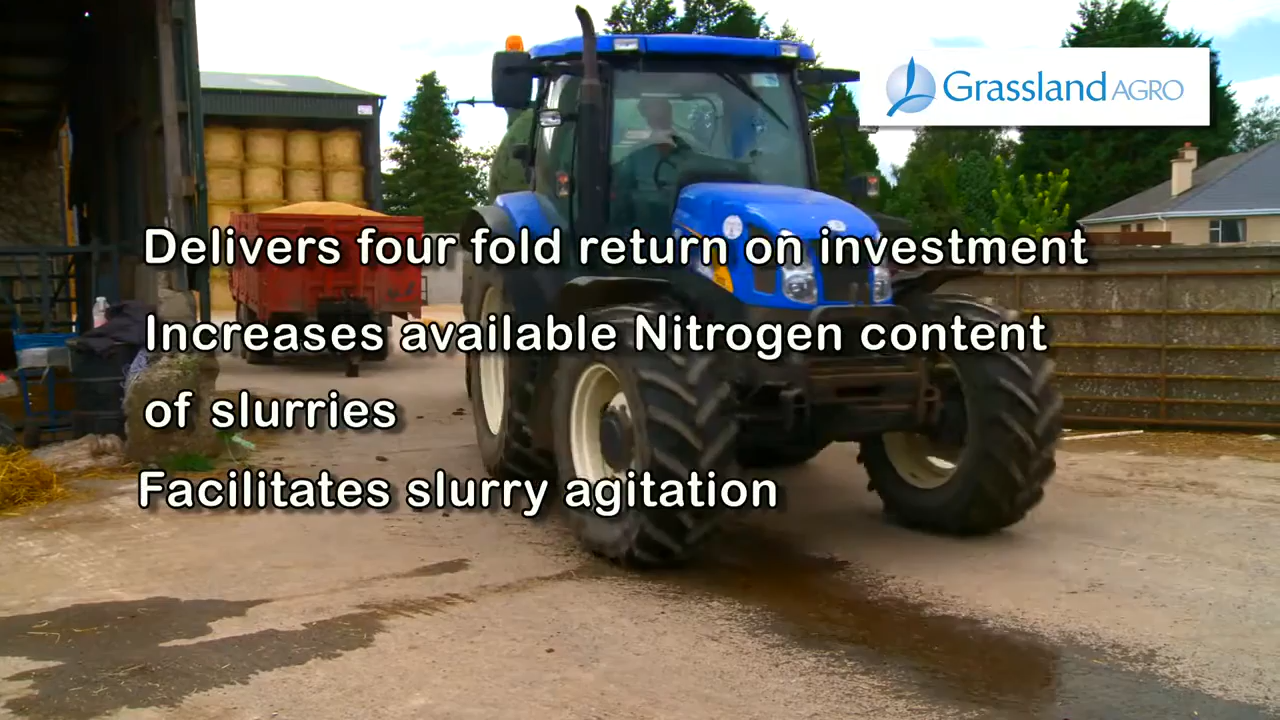 Grassland AGRO
Delivers four fold return on investment
Increases available Nitrogen content
of slurries
Facilitates slurry agitation